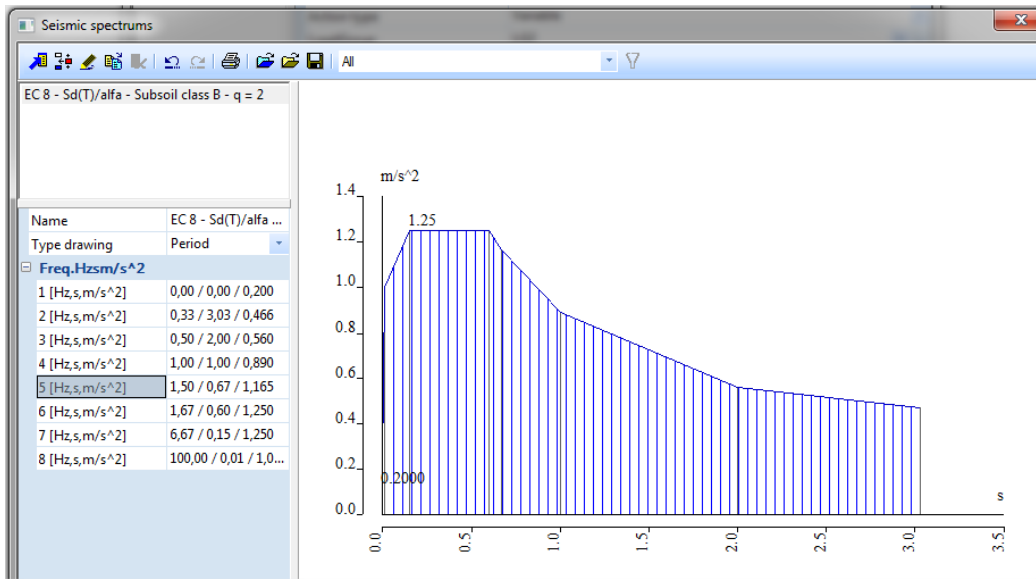 Seismic spectrums
All
EC 8 - Sd(T)/alfa - Subsoil class B - q = 2
Name EC 8 - Sd(T)/alfa ...
Type drawing Period
Freq.Hzsm/s^2
1 [Hz,s,m/s^2] 0,00 / 0,00 / 0,200
2 [Hz,s,m/s^2] 0,33 / 3,03 / 0,466
3 [Hz,s,m/s^2] 0,50 / 2,00 / 0,560
4 [Hz,s,m/s^2] 1,00 / 1,00 / 0,890
5 [Hz,s,m/s^2] 1,50 / 0,67 / 1,165
6 [Hz,s,m/s^2] 1,67 / 0,60 / 1,250
7 [Hz,s,m/s^2] 6,67 / 0,15 / 1,250
8 [Hz,s,m/s^2] 100,00 / 0,01 / 1,0...
m/s^2
1.4
1.25
1.2
1.0
0.8
0.6
0.4
0.2
0.2000
0.0
s
0.0 0.5 1.0 1.5 2.0 2.5 3.0 3.5